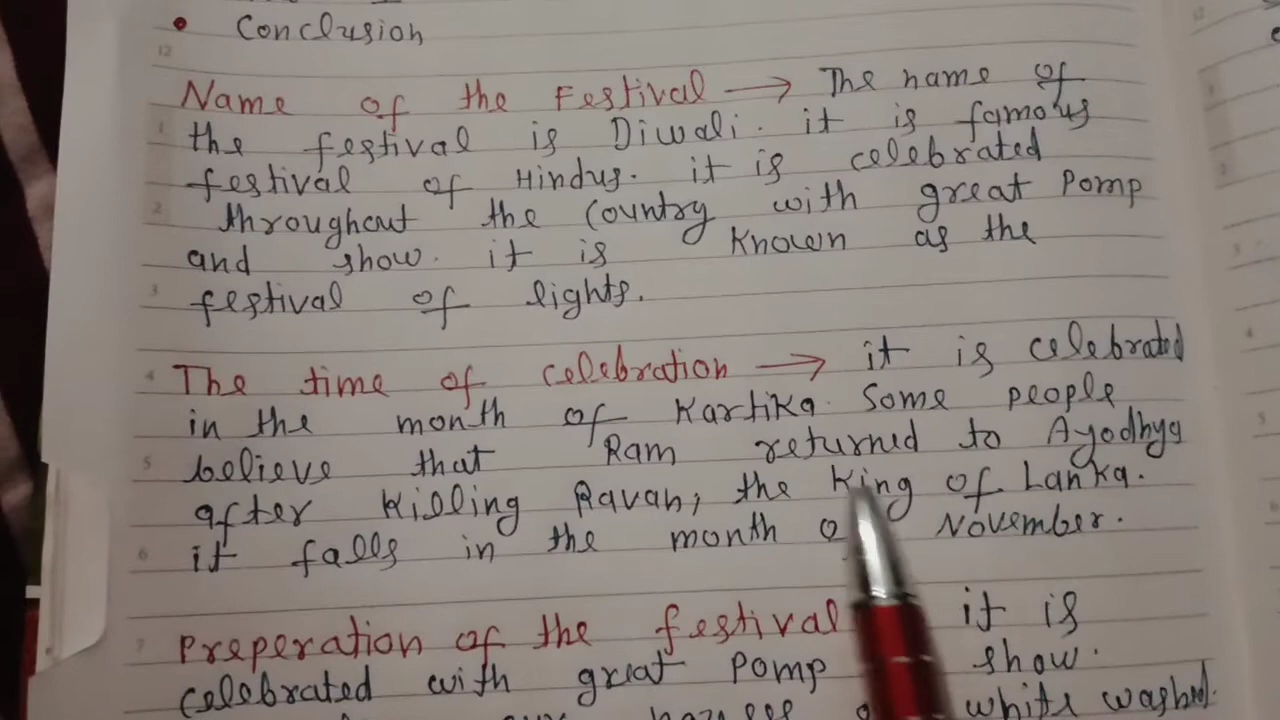 • Conclusion
Name of the Festival → The name of
the festival is Diwali. it is famous
festival of Hindus. it is celebrated
throughout the Country with great Pomp
and show. it is known as the
festival of lights.
The time of celebration → it is celebrated
in the month of Kartika. Some people
believe that Ram returned to Ayodhya
after killing Ravan, the King of Lanka.
it falls in the month of November.
Preperation of the festival it is
celebrated with great Pomp show.
houses white washed.